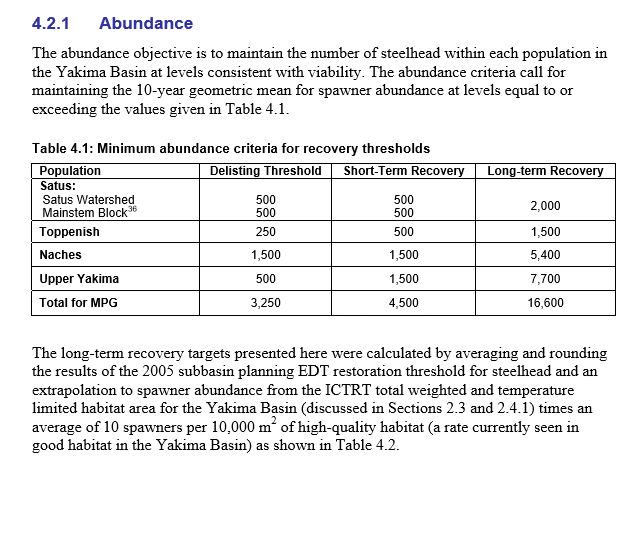 4.2.1 Abundance
The abundance objective is to maintain the number of steelhead within each population in
the Yakima Basin at levels consistent with viability. The abundance criteria call for
maintaining the 10-year geometric mean for spawner abundance at levels equal to or
exceeding the values given in Table 4.1.
Table 4.1: Minimum abundance criteria for recovery thresholds
Population Delisting Threshold Short-Term Recovery Long-term Recovery
Satus:
Satus Watershed 500 500 2,000
Mainstem Block36 500 500
Toppenish 250 500 1,500
Naches 1,500 1,500 5,400
Upper Yakima 500 1,500 7,700
Total for MPG 3,250 4,500 16,600
The long-term recovery targets presented here were calculated by averaging and rounding
the results of the 2005 subbasin planning EDT restoration threshold for steelhead and an
extrapolation to spawner abundance from the ICTRT total weighted and temperature
limited habitat area for the Yakima Basin (discussed in Sections 2.3 and 2.4.1) times an
average of 10 spawners per 10,000 m2 of high-quality habitat (a rate currently seen in
good habitat in the Yakima Basin) as shown in Table 4.2.